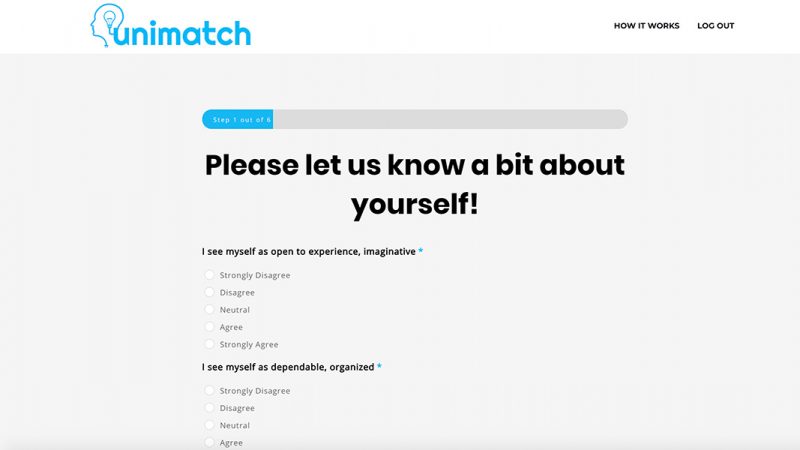 unimatch
HOW IT WORKS
LOG OUT
Step 1 out of 6
Please let us know a bit about
yourself!
I see myself as open to experience, imaginative *
Strongly Disagree
Disagree
Neutral
Agree
Strongly Agree
I see myself as dependable, organized *
Strongly Disagree
Disagree
Neutral
Agree